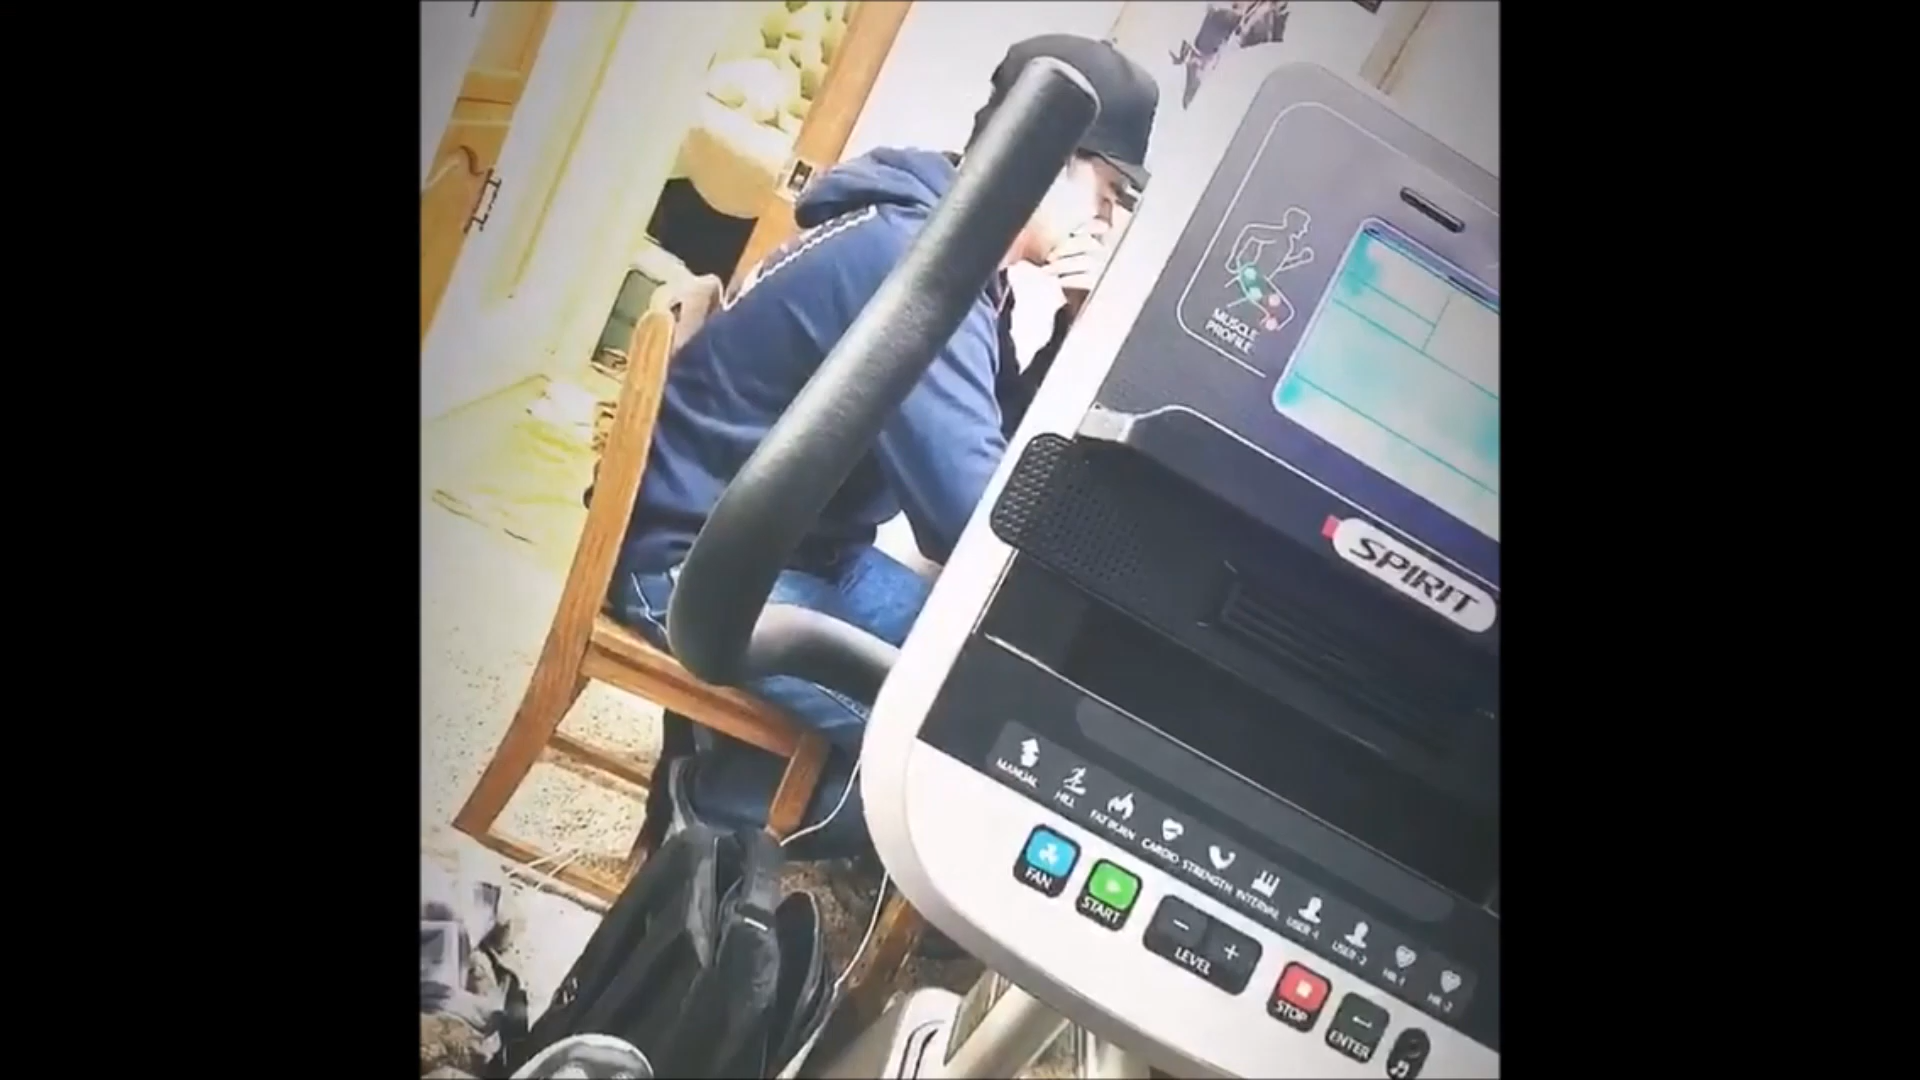 MUSCLE
PROFILE
SPIRIT
MANUAL
HILL
FAT BURN
CARDIO
STRENGTH
INTERVAL
USER 1
USER 2
HR 1
HR 2
FAN
START
- +
LEVEL
STOP
ENTER